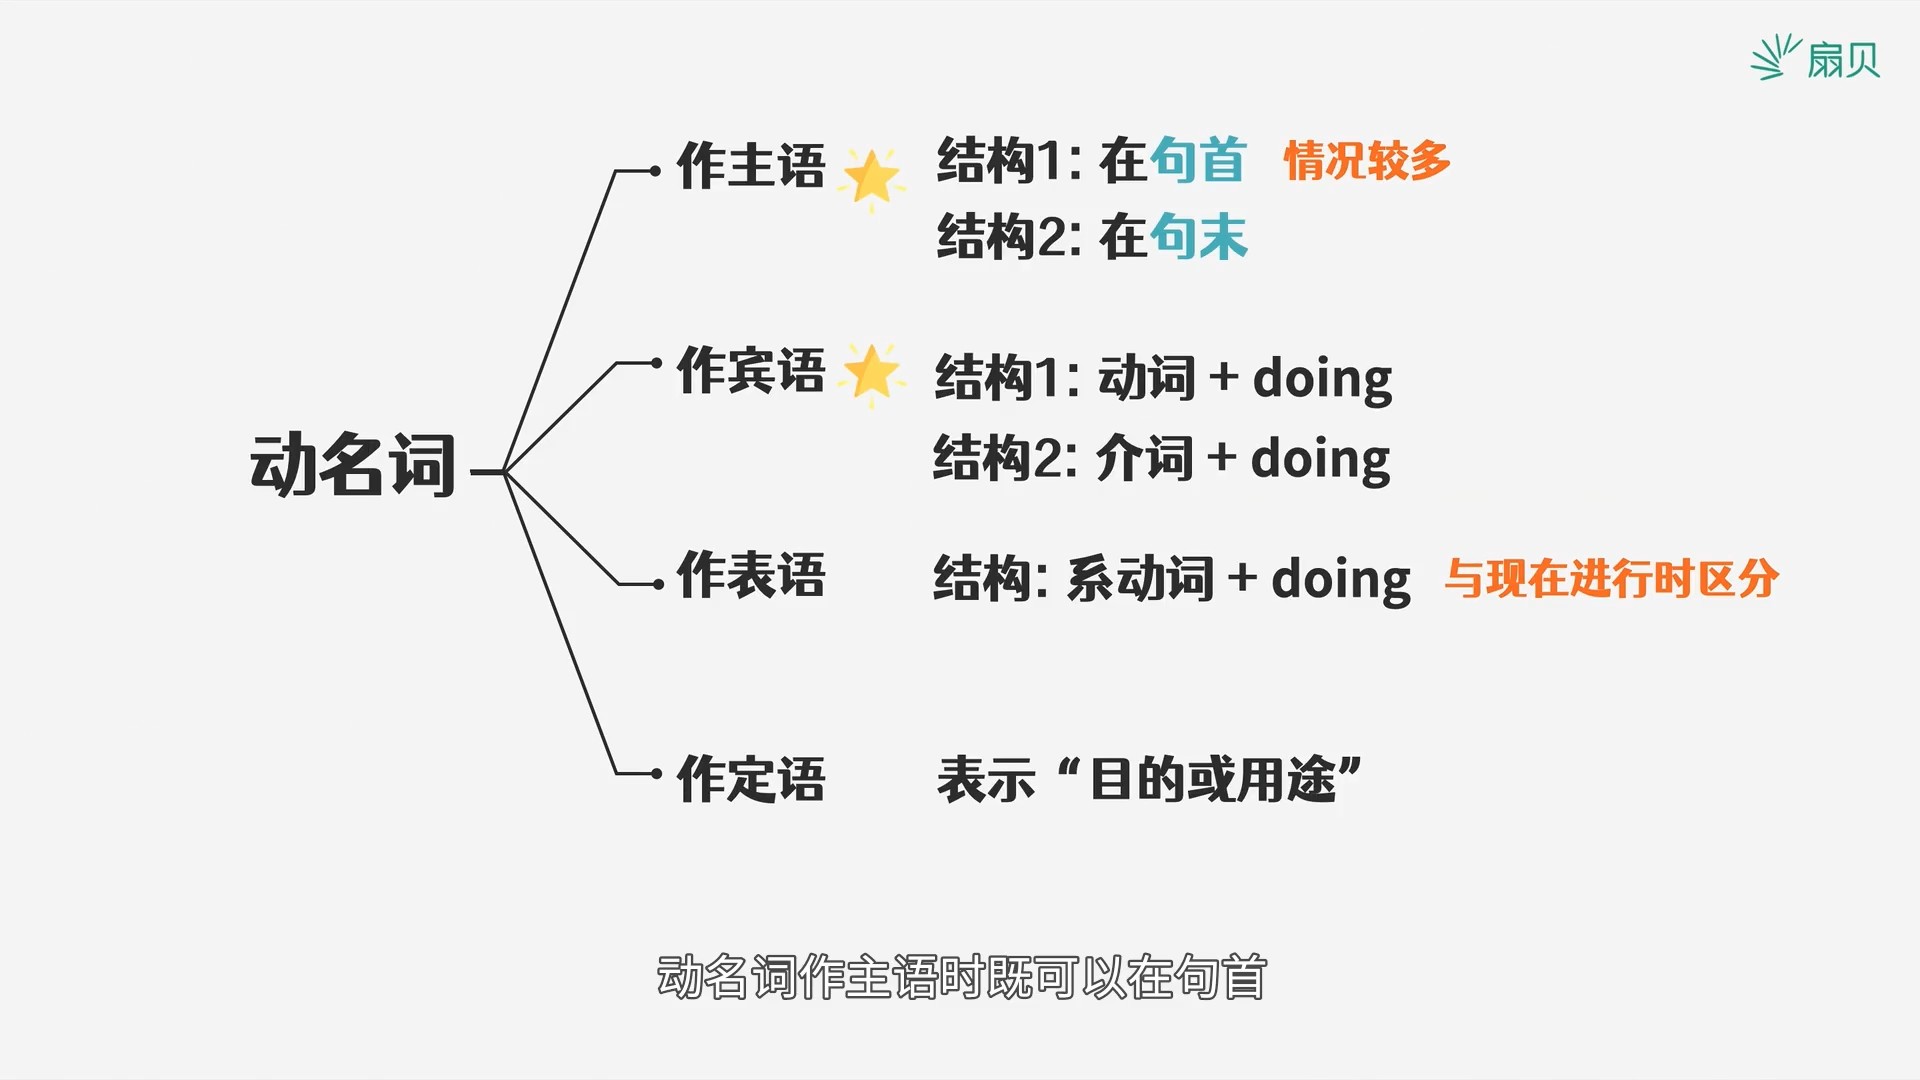 扇贝
作主语
结构1: 在句首 情况较多
结构2: 在句末
作宾语
结构1: 动词 + doing
结构2: 介词 + doing
动名词
作表语
结构: 系动词 + doing 与现在进行时区分
作定语
表示“目的或用途”
动名词作主语时既可以在句首